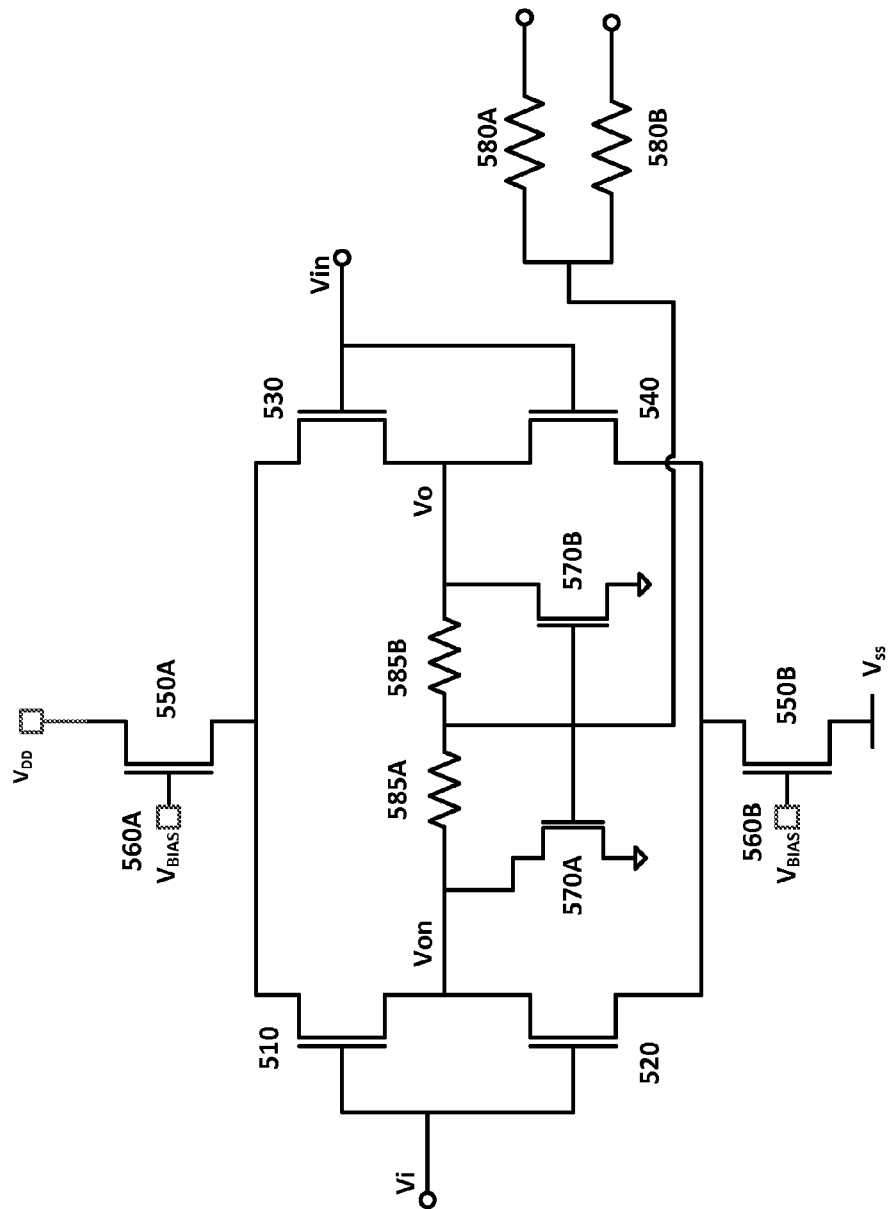 V_DD
550A
560A
V_BIAS
510
530
Vin
Vi
Von
Vo
585A
585B
580A
580B
570A
570B
520
540
560B
V_BIAS
550B
V_SS